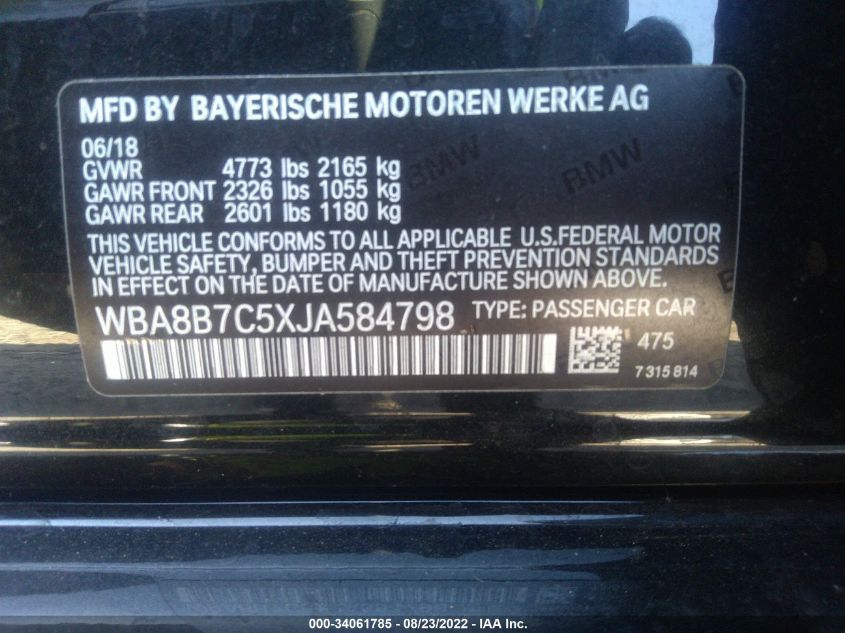 MFD BY BAYERISCHE MOTOREN WERKE AG
06/18
GVWR 4773 lbs 2165 kg
GAWR FRONT 2326 lbs 1055 kg
GAWR REAR 2601 lbs 1180 kg
THIS VEHICLE CONFORMS TO ALL APPLICABLE U.S.FEDERAL MOTOR
VEHICLE SAFETY, BUMPER AND THEFT PREVENTION STANDARDS
IN EFFECT ON THE DATE OF MANUFACTURE SHOWN ABOVE.
WBA8B7C5XJA584798 TYPE: PASSENGER CAR
475
7 315 814
BMW
BMW
BMW
000-34061785 - 08/23/2022 - IAA Inc.